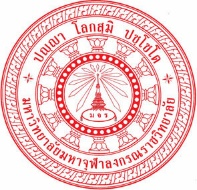 ปญฺญา โลกสฺมิ ปชฺโชโต
ม จ ร
มหาวิทยาลัยมหาจุฬาลงกรณราชวิทยาลัย